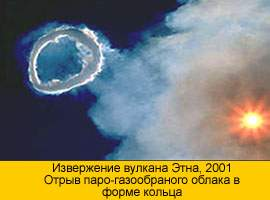 Извержение вулкана Этна, 2001
Отрыв паро-газообраного облака в
форме кольца